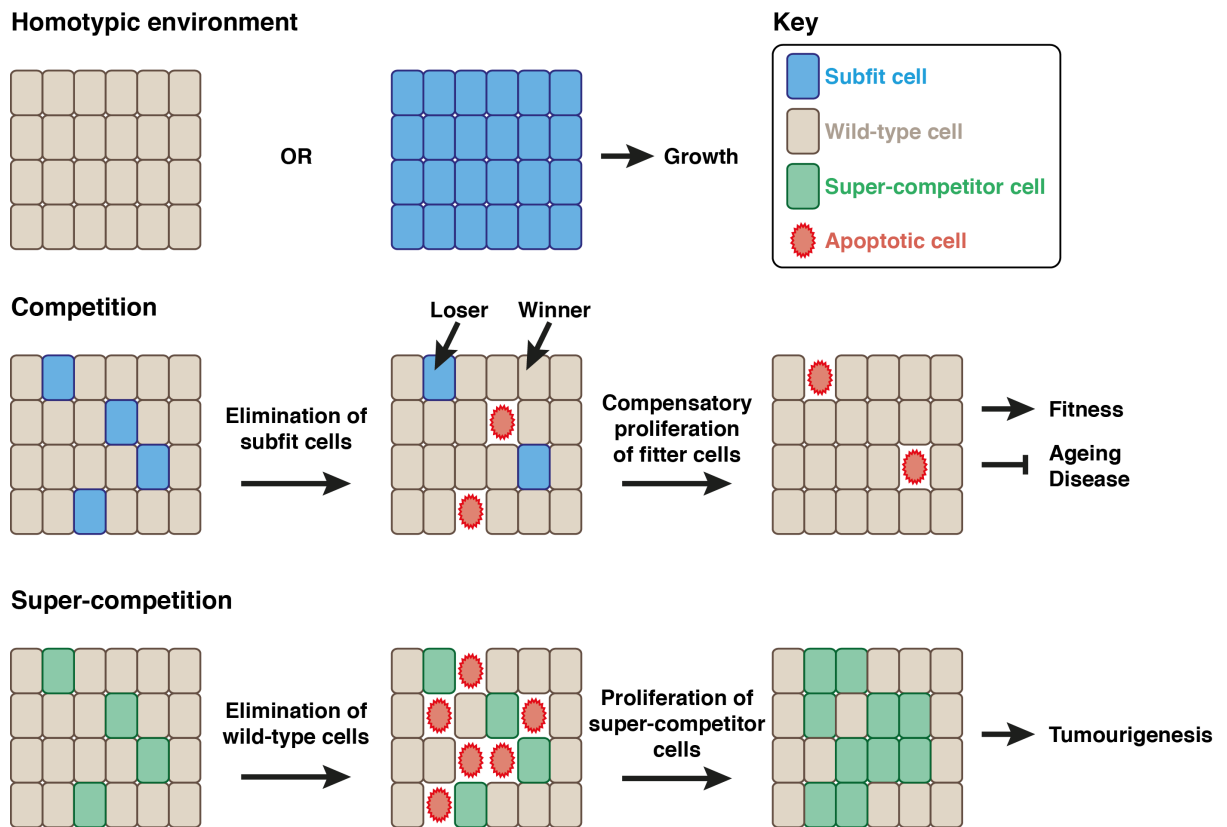 Homotypic environment
OR
Growth
Key
Subfit cell
Wild-type cell
Super-competitor cell
Apoptotic cell
Competition
Elimination of
subfit cells
Loser
Winner
Compensatory
proliferation
of fitter cells
Fitness
Ageing
Disease
Super-competition
Elimination of
wild-type cells
Proliferation of
super-competitor
cells
Tumourigenesis